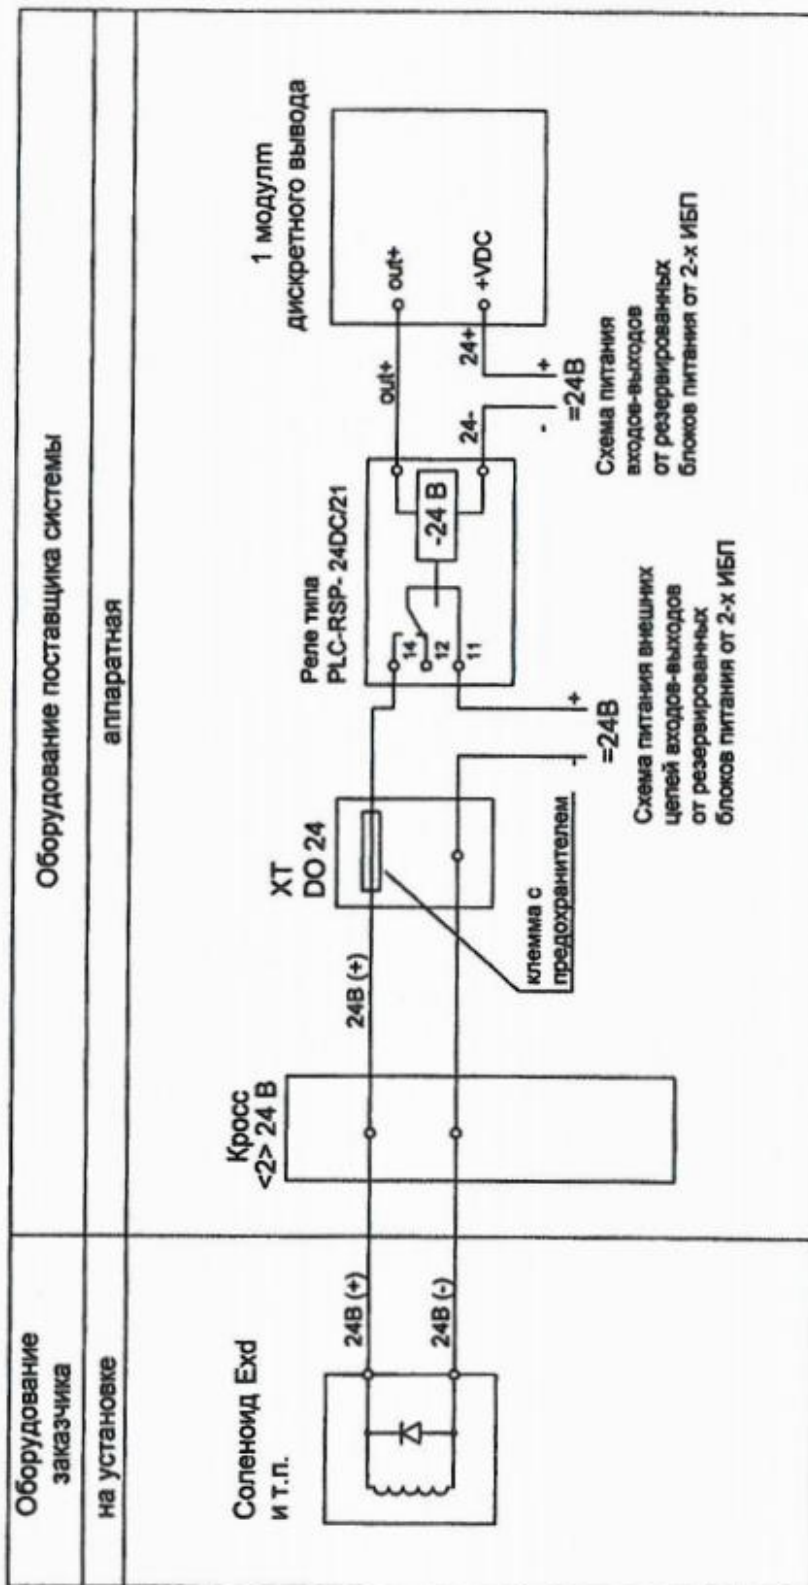 Оборудование
заказчика
Оборудование поставщика системы
на установке
аппаратная
Соленоид Exd
и т.п.
24В (+)
24В (-)
Кросс
<2> 24 В
24В (+)
XT
DO 24
клемма с
предохранителем
Реле типа
PLC-RSP- 24DC/21
14
12
11
-24 В
-
+
=24В
Схема питания внешних
цепей входов-выходов
от резервированных
блоков питания от 2-х ИБП
out+
24-
24+
-
+
=24В
Схема питания
входов-выходов
от резервированных
блоков питания от 2-х ИБП
1 модулm
дискретного вывода
out+
+VDC